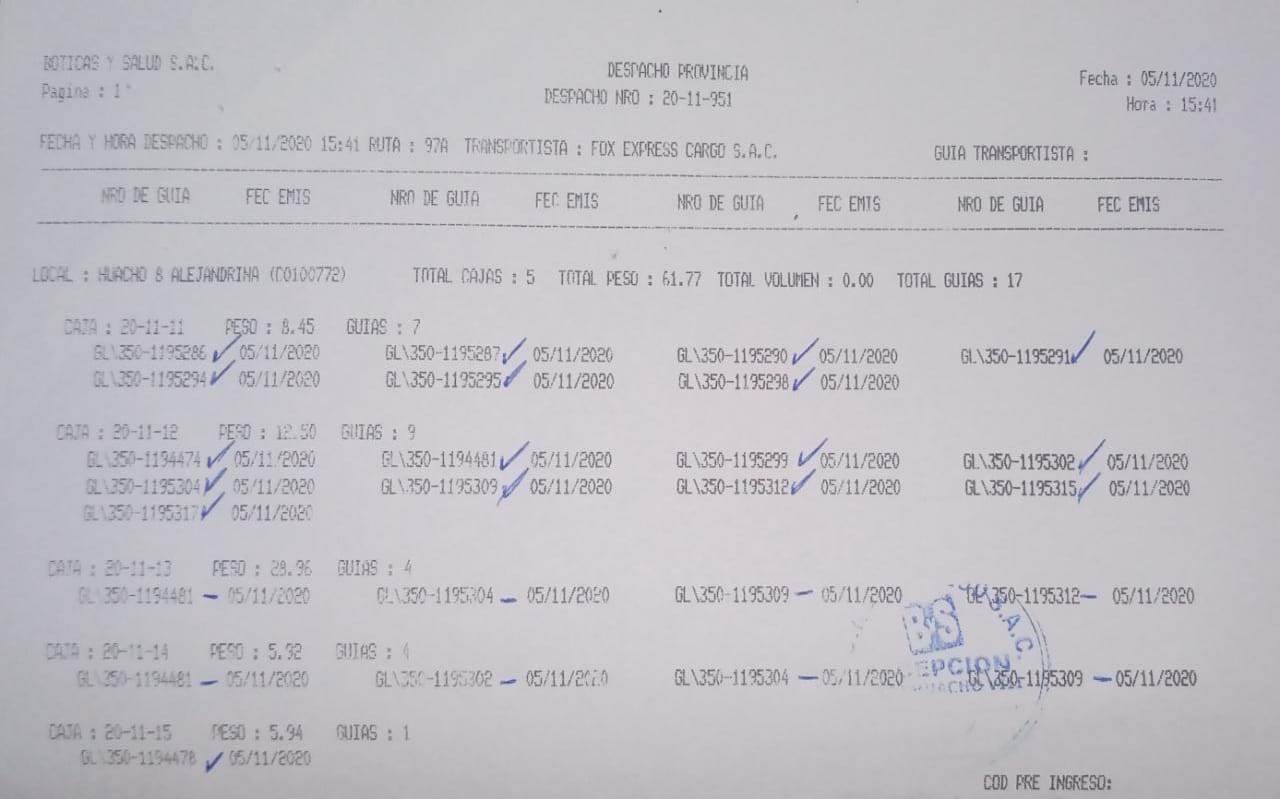 BOTICAS Y SALUD S.A.C.
Pagina : 1
DESPACHO PROVINCIA
DESPACHO NRO : 20-11-951
Fecha : 05/11/2020
Hora : 15:41
FECHA Y HORA DESPACHO : 05/11/2020 15:41 RUTA : 97A TRANSPORTISTA : FOX EXPRESS CARGO S.A.C. GUIA TRANSPORTISTA :
NRO DE GUIA FEC EMIS NRO DE GUIA FEC EMIS NRO DE GUIA FEC EMIS NRO DE GUIA FEC EMIS
LOCAL : HUACHO 8 ALEJANDRINA (C0100772) TOTAL CAJAS : 5 TOTAL PESO : 61.77 TOTAL VOLUMEN : 0.00 TOTAL GUIAS : 17
CAJA : 20-11-11 PESO : 8.45 GUIAS : 7
GL\350-1195286 05/11/2020 GL\350-1195287 05/11/2020 GL\350-1195290 05/11/2020 GL\350-1195291 05/11/2020
GL\350-1195294 05/11/2020 GL\350-1195295 05/11/2020 GL\350-1195298 05/11/2020
CAJA : 20-11-12 PESO : 12.50 GUIAS : 9
GL\350-1194474 05/11/2020 GL\350-1194481 05/11/2020 GL\350-1195299 05/11/2020 GL\350-1195302 05/11/2020
GL\350-1195304 05/11/2020 GL\350-1195309 05/11/2020 GL\350-1195312 05/11/2020 GL\350-1195315 05/11/2020
GL\350-1195317 05/11/2020
CAJA : 20-11-13 PESO : 28.96 GUIAS : 4
GL\350-1194481 05/11/2020 GL\350-1195304 05/11/2020 GL\350-1195309 05/11/2020 GL\350-1195312 05/11/2020
B&S S.A.C.
CAJA : 20-11-14 PESO : 5.92 GUIAS : 4
GL\350-1194481 05/11/2020 GL\350-1195302 05/11/2020 GL\350-1195304 05/11/2020 GL\350-1195309 05/11/2020
EPCION
HUACHO
CAJA : 20-11-15 PESO : 5.94 GUIAS : 1
GL\350-1194478 05/11/2020
COD PRE INGRESO: